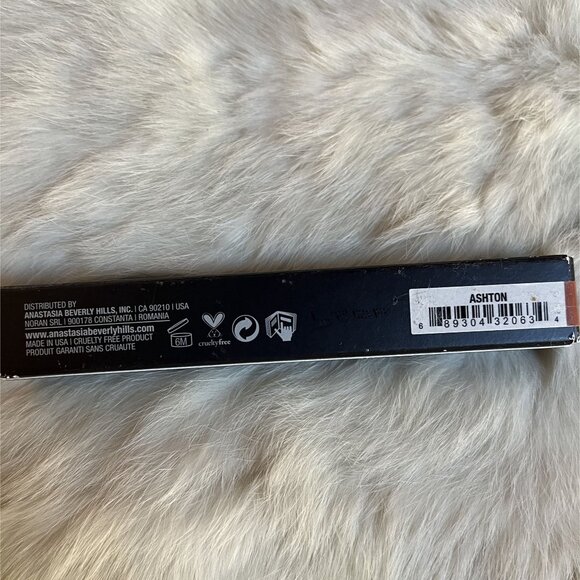 DISTRIBUTED BY
ANASTASIA BEVERLY HILLS, INC. | CA 90210 | USA
NORAN SRL | 900178 CONSTANTA | ROMANIA
www.anastasiabeverlyhills.com
MADE IN USA | CRUELTY FREE PRODUCT
PRODUIT GARANTI SANS CRUAUTE
6M
crueltyfree
ASHTON
6 89304 32063 4